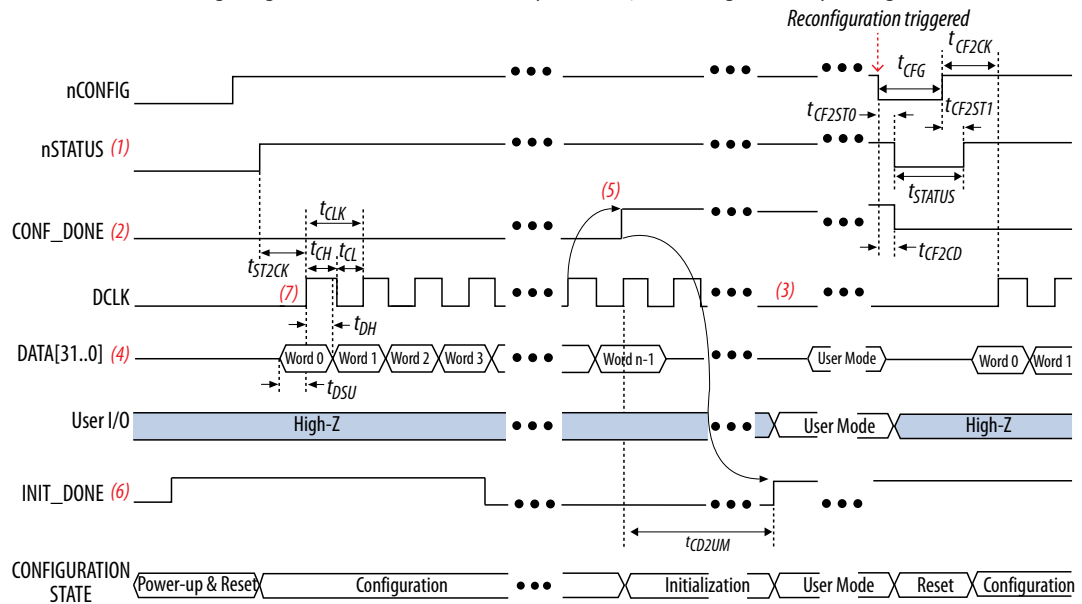 Reconfiguration triggered
nCONFIG
tCFG
tCF2CK
nSTATUS (1)
tCF2ST0
tCF2ST1
tSTATUS
CONF_DONE (2)
(5)
tCF2CD
tCLK
tST2CK
tCH
tCL
DCLK
(7)
(3)
tDH
DATA[31..0] (4)
Word 0
Word 1
Word 2
Word 3
Word n-1
User Mode
Word 0
Word 1
tDSU
User I/O
High-Z
User Mode
High-Z
INIT_DONE (6)
tCD2UM
CONFIGURATION
STATE
Power-up & Reset
Configuration
Initialization
User Mode
Reset
Configuration